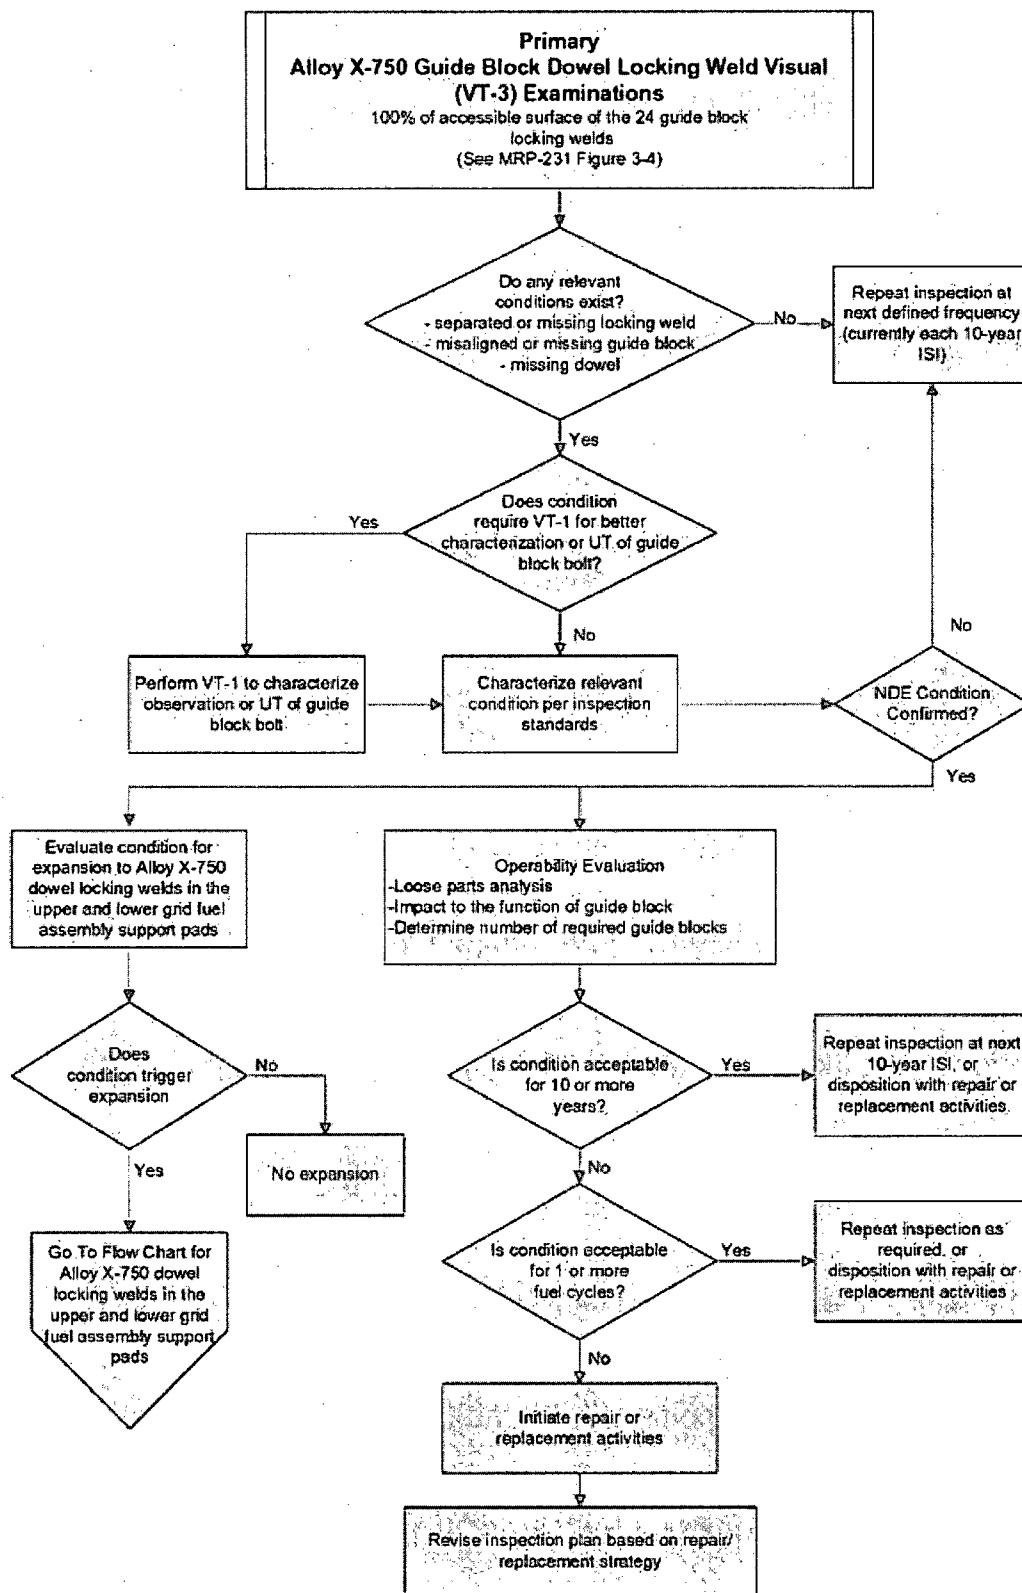 Primary
Alloy X-750 Guide Block Dowel Locking Weld Visual
(VT-3) Examinations
100% of accessible surface of the 24 guide block
locking welds
(See MRP-231 Figure 3-4)
Do any relevant
conditions exist?
- separated or missing locking weld
- misaligned or missing guide block
- missing dowel
No
Repeat inspection at
next defined frequency
(currently each 10-year
ISI)
Yes
Does condition
require VT-1 for better
characterization or UT of guide
block bolt?
Yes
No
Perform VT-1 to characterize
observation or UT of guide
block bolt
Characterize relevant
condition per inspection
standards
NDE Condition
Confirmed?
No
Yes
Evaluate condition for
expansion to Alloy X-750
dowel locking welds in the
upper and lower grid fuel
assembly support pads
Operability Evaluation
-Loose parts analysis
-Impact to the function of guide block
-Determine number of required guide blocks
Does
condition trigger
expansion
No
No expansion
Yes
Go To Flow Chart for
Alloy X-750 dowel
locking welds in the
upper and lower grid
fuel assembly support
pads
Is condition acceptable
for 10 or more
years?
Yes
Repeat inspection at next
10-year ISI, or
disposition with repair or
replacement activities
No
Is condition acceptable
for 1 or more
fuel cycles?
Yes
Repeat inspection as
required, or
disposition with repair or
replacement activities
No
Initiate repair or
replacement activities
Revise inspection plan based on repair/
replacement strategy